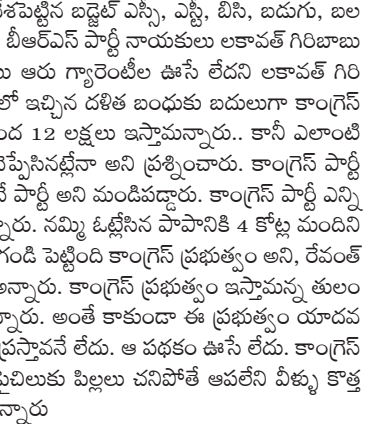 శపెట్టిన బడ్జెట్ ఎస్సీ, ఎస్టీ, బిసి, బడుగు, బల
బీఆర్ఎస్ పార్టీ నాయకులు లకావత్ గిరిబాబు
ఆరు గ్యారెంటీల ఊసే లేదని లకావత్ గిరి
లో ఇచ్చిన దళిత బంధుకు బదులుగా కాంగ్రెస్
ంద 12 లక్షలు ఇస్తామన్నారు.. కానీ ఎలాంటి
ప్పేసినట్లేనా అని ప్రశ్నించారు. కాంగ్రెస్ పార్టీ
నే పార్టీ అని మండిపడ్డారు. కాంగ్రెస్ పార్టీ ఎన్ని
్నారు. నమ్మి ఓట్లేసిన పాపానికి 4 కోట్ల మందిని
గండి పెట్టింది కాంగ్రెస్ ప్రభుత్వం అని, రేవంత్
అన్నారు. కాంగ్రెస్ ప్రభుత్వం ఇస్తామన్న తులం
్నారు. అంతే కాకుండా ఈ ప్రభుత్వం యాదవ
ప్రస్తావనే లేదు. ఆ పథకం ఊసే లేదు. కాంగ్రెస్
పైచిలుకు పిల్లలు చనిపోతే ఆపలేని వీళ్ళు కొత్త
న్నారు